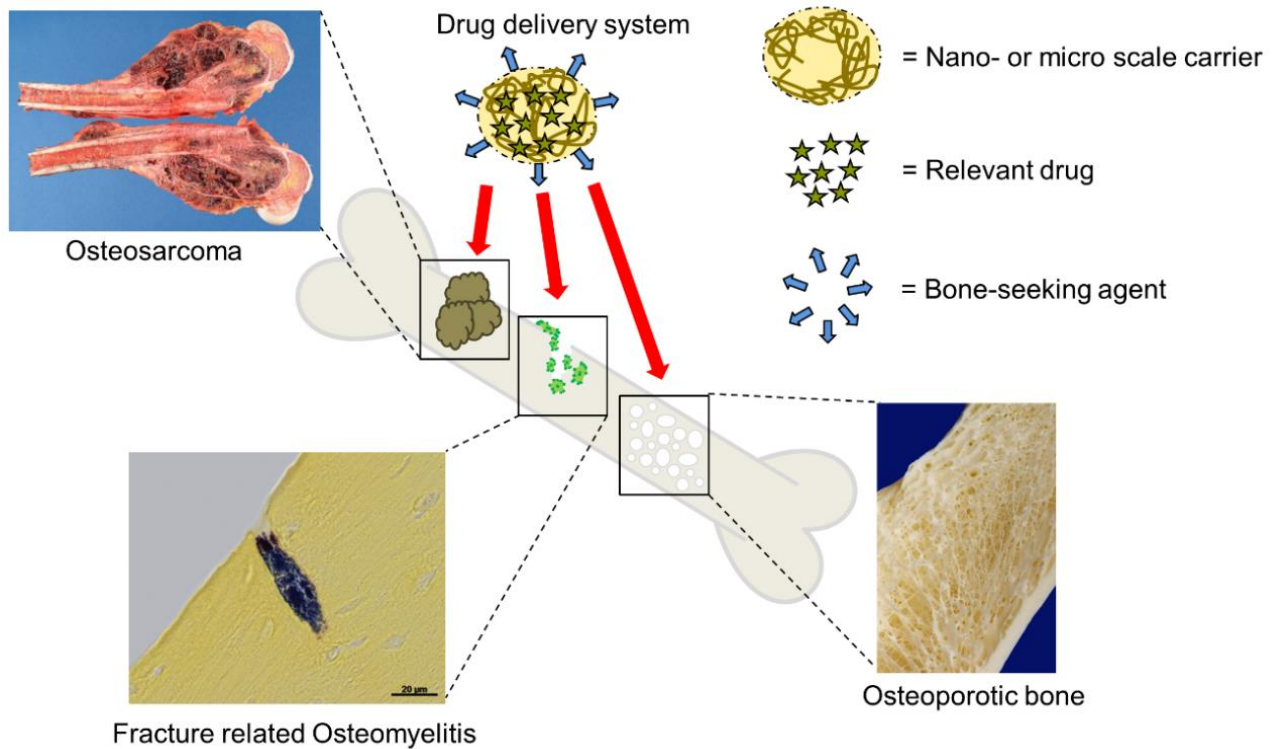 Drug delivery system
= Nano- or micro scale carrier
= Relevant drug
= Bone-seeking agent
Osteosarcoma
20 µm
Fracture related Osteomyelitis
Osteoporotic bone